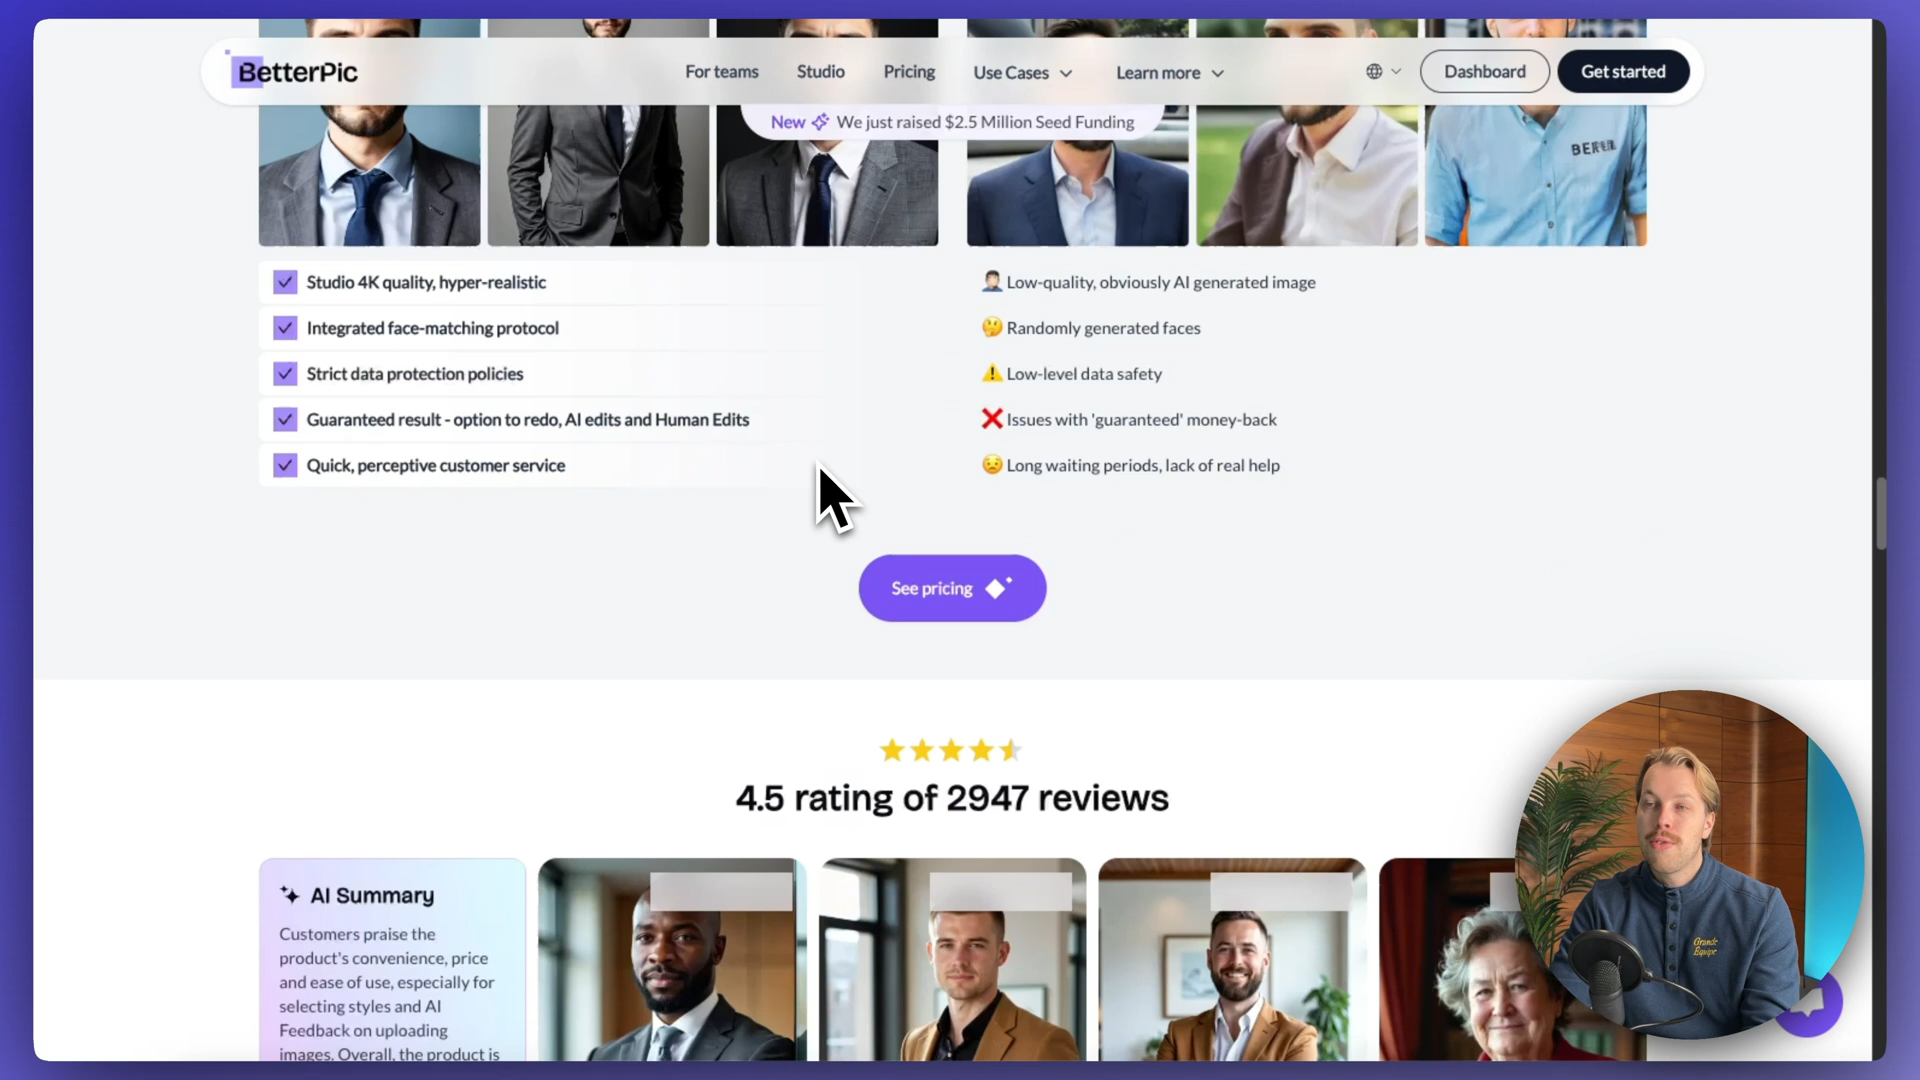 BetterPic
For teams
Studio
Pricing
Use Cases
Learn more
Dashboard
Get started
New We just raised $2.5 Million Seed Funding
Studio 4K quality, hyper-realistic
Integrated face-matching protocol
Strict data protection policies
Guaranteed result - option to redo, AI edits and Human Edits
Quick, perceptive customer service
Low-quality, obviously AI generated image
Randomly generated faces
Low-level data safety
Issues with 'guaranteed' money-back
Long waiting periods, lack of real help
See pricing
4.5 rating of 2947 reviews
AI Summary
Customers praise the
product's convenience, price
and ease of use, especially for
selecting styles and AI
Feedback on uploading
images. Overall, the product is
Grande
Équipe